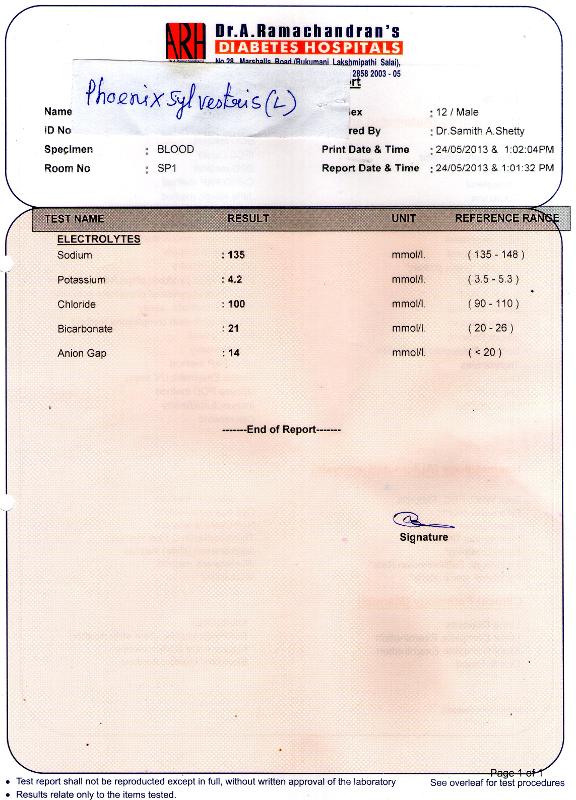 ARH
Dr.A.Ramachandran's
DIABETES HOSPITALS
No 28, Marshalls Road (Rukumani Lakshmipathi Salai),
2858 2003 - 05
Phoenix sylvestris (L)
Name
ex : 12 / Male
ID No
red By : Dr.Samith A.Shetty
Specimen : BLOOD Print Date & Time : 24/05/2013 & 1:02:04PM
Room No : SP1 Report Date & Time : 24/05/2013 & 1:01:32 PM
TEST NAME RESULT UNIT REFERENCE RANGE
ELECTROLYTES
Sodium : 135 mmol/l. ( 135 - 148 )
Potassium : 4.2 mmol/l. ( 3.5 - 5.3 )
Chloride : 100 mmol/l. ( 90 - 110 )
Bicarbonate : 21 mmol/l. ( 20 - 26 )
Anion Gap : 14 mmol/l. ( < 20 )
-------End of Report-------
Signature
Page 1 of 1
• Test report shall not be reproduced except in full, without written approval of the laboratory See overleaf for test procedures
• Results relate only to the items tested.